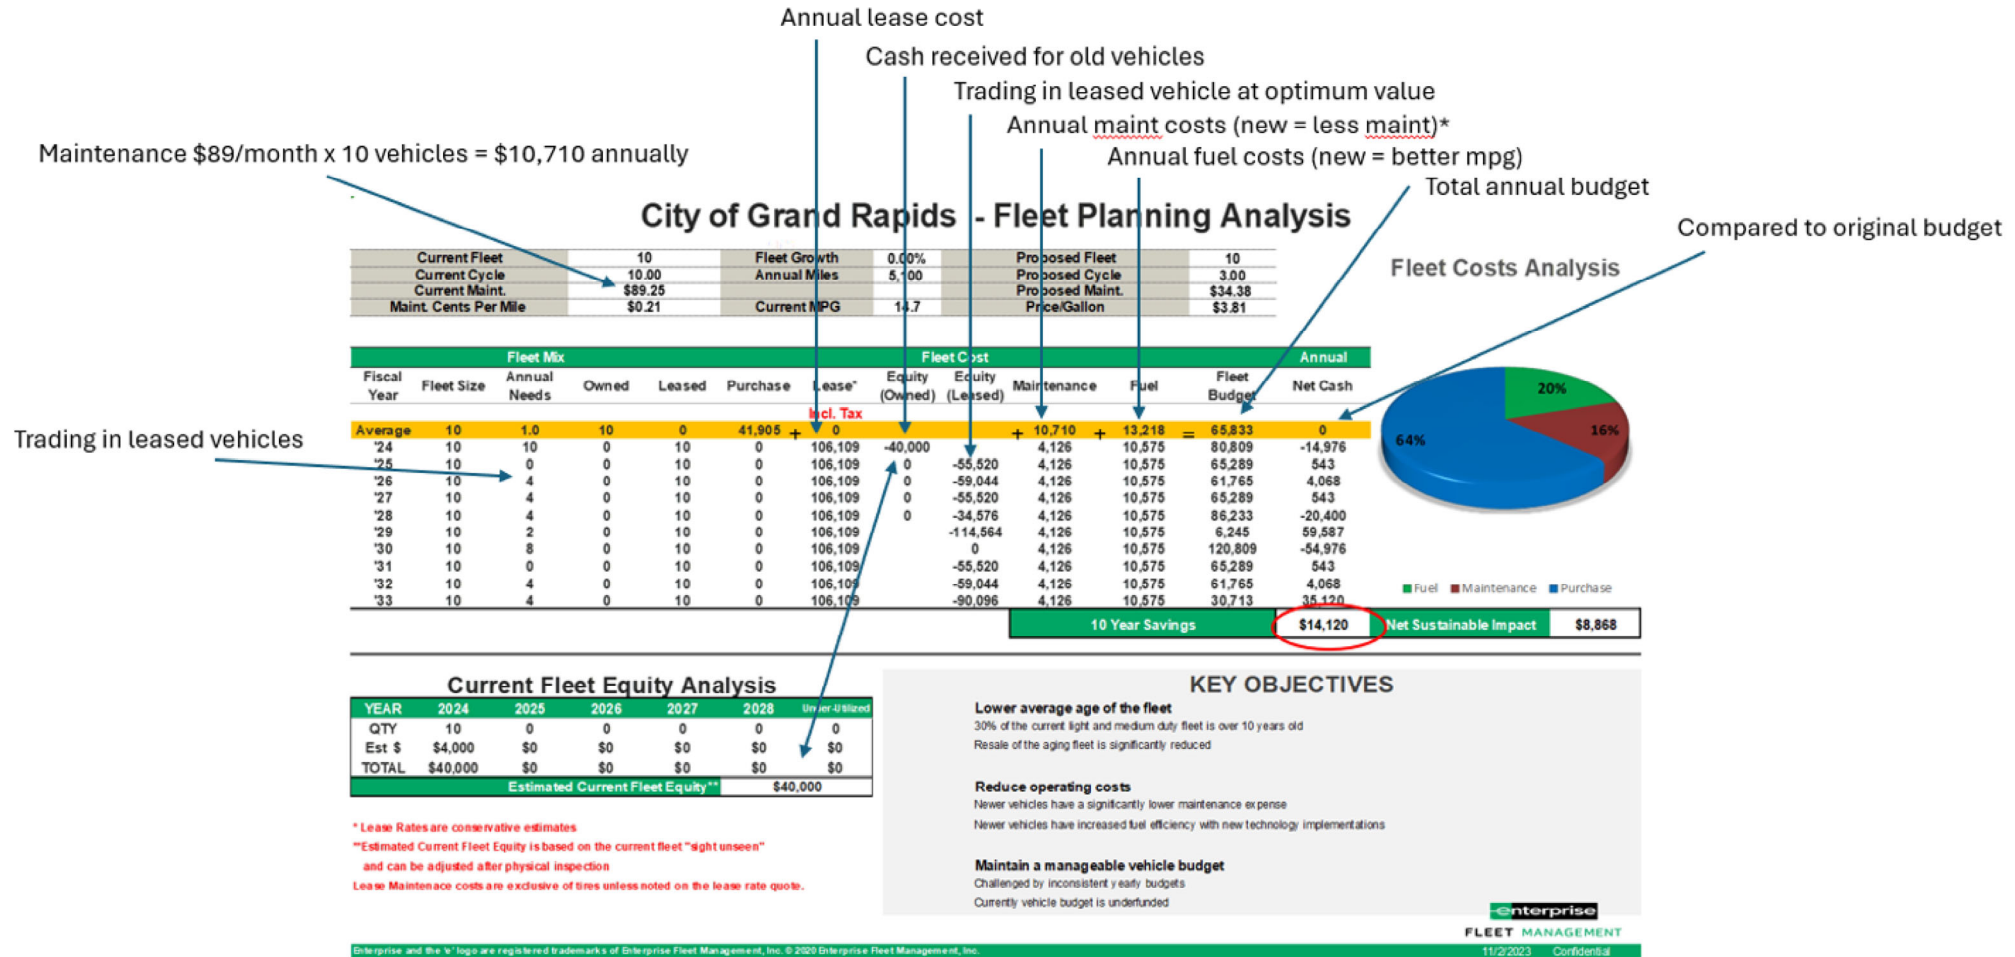 Annual lease cost
Cash received for old vehicles
Trading in leased vehicle at optimum value
Annual maint costs (new = less maint)*
Maintenance $89/month x 10 vehicles = $10,710 annually
Annual fuel costs (new = better mpg)
Total annual budget
City of Grand Rapids - Fleet Planning Analysis
Compared to original budget
Current Fleet 10 Fleet Growth 0.00% Proposed Fleet 10
Current Cycle 10.00 Annual Miles 5,100 Proposed Cycle 3.00
Current Maint. $89.25 Proposed Maint. $34.38
Maint. Cents Per Mile $0.21 Current MPG 14.7 Price/Gallon $3.81
Fleet Costs Analysis
Fleet Mix Fleet Cost Annual
Fiscal Year Fleet Size Annual Needs Owned Leased Purchase Lease* Equity (Owned) Equity (Leased) Maintenance Fuel Fleet Budget Net Cash
Incl. Tax
Average 10 1.0 10 0 41,905 + 0 + 10,710 + 13,218 = 65,833 0
'24 10 10 0 10 0 106,109 -40,000 4,126 10,575 80,809 -14,976
'25 10 0 0 10 0 106,109 0 -55,520 4,126 10,575 65,289 543
'26 10 4 0 10 0 106,109 0 -59,044 4,126 10,575 61,765 4,068
'27 10 4 0 10 0 106,109 0 -55,520 4,126 10,575 65,289 543
'28 10 4 0 10 0 106,109 0 -34,576 4,126 10,575 86,233 -20,400
'29 10 2 0 10 0 106,109 -114,564 4,126 10,575 6,245 59,587
'30 10 8 0 10 0 106,109 0 4,126 10,575 120,809 -54,976
'31 10 0 0 10 0 106,109 -55,520 4,126 10,575 65,289 543
'32 10 4 0 10 0 106,109 -59,044 4,126 10,575 61,765 4,068
'33 10 4 0 10 0 106,109 -90,096 4,126 10,575 30,713 35,120
Trading in leased vehicles
20%
16%
64%
Fuel Maintenance Purchase
10 Year Savings $14,120 Net Sustainable Impact $8,868
Current Fleet Equity Analysis
YEAR 2024 2025 2026 2027 2028 Under-Utilized
QTY 10 0 0 0 0 0
Est $ $4,000 $0 $0 $0 $0 $0
TOTAL $40,000 $0 $0 $0 $0 $0
Estimated Current Fleet Equity** $40,000
* Lease Rates are conservative estimates
**Estimated Current Fleet Equity is based on the current fleet "sight unseen"
and can be adjusted after physical inspection
Lease Maintenace costs are exclusive of tires unless noted on the lease rate quote.
KEY OBJECTIVES
Lower average age of the fleet
30% of the current light and medium duty fleet is over 10 years old
Resale of the aging fleet is significantly reduced
Reduce operating costs
Newer vehicles have a significantly lower maintenance expense
Newer vehicles have increased fuel efficiency with new technology implementations
Maintain a manageable vehicle budget
Challenged by inconsistent yearly budgets
Currently vehicle budget is underfunded
enterprise
FLEET MANAGEMENT
Enterprise and the 'e' logo are registered trademarks of Enterprise Fleet Management, Inc. © 2020 Enterprise Fleet Management, Inc.
11/2/2023 Confidential